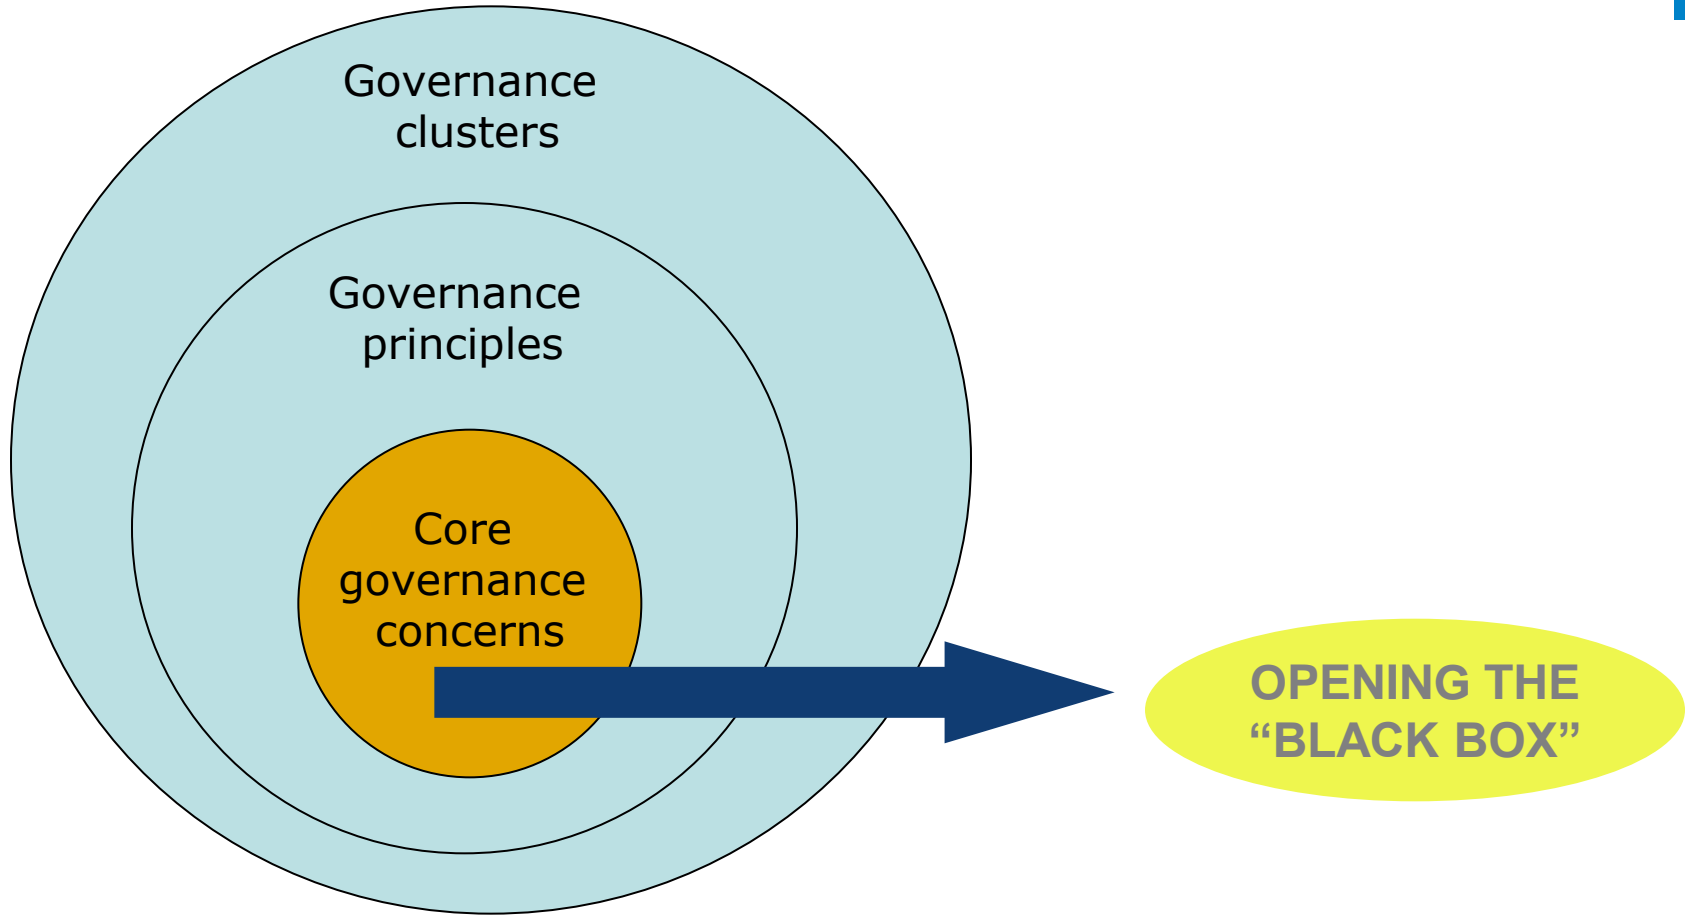 Governance
clusters
Governance
principles
Core
governance
concerns
OPENING THE
“BLACK BOX”